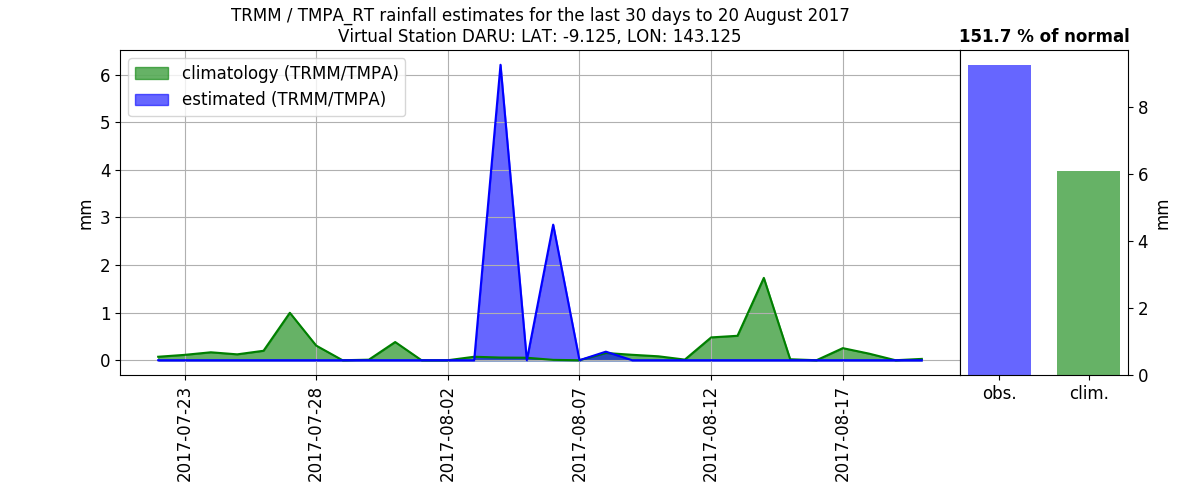 TRMM / TMPA_RT rainfall estimates for the last 30 days to 20 August 2017
Virtual Station DARU: LAT: -9.125, LON: 143.125
151.7 % of normal
climatology (TRMM/TMPA)
estimated (TRMM/TMPA)
6
5
4
3
2
1
0
mm
2017-07-23
2017-07-28
2017-08-02
2017-08-07
2017-08-12
2017-08-17
8
6
4
2
0
mm
obs.
clim.